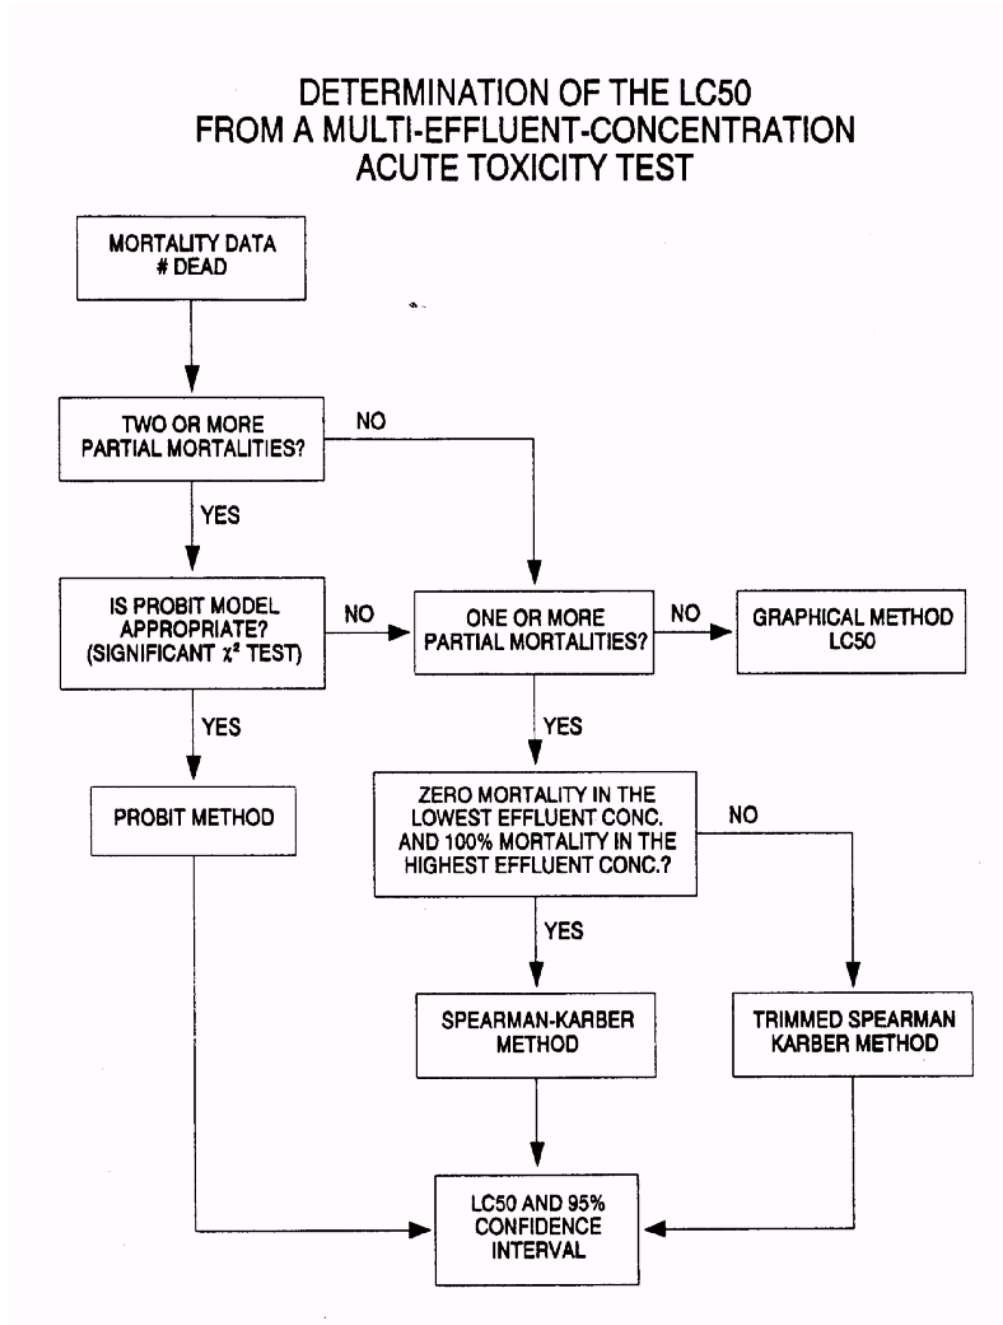 DETERMINATION OF THE LC50
FROM A MULTI-EFFLUENT-CONCENTRATION
ACUTE TOXICITY TEST
MORTALITY DATA
# DEAD
TWO OR MORE
PARTIAL MORTALITIES?
NO
YES
IS PROBIT MODEL
APPROPRIATE?
(SIGNIFICANT χ² TEST)
NO
ONE OR MORE
PARTIAL MORTALITIES?
NO
GRAPHICAL METHOD
LC50
YES
YES
PROBIT METHOD
ZERO MORTALITY IN THE
LOWEST EFFLUENT CONC.
AND 100% MORTALITY IN THE
HIGHEST EFFLUENT CONC.?
NO
YES
SPEARMAN-KARBER
METHOD
TRIMMED SPEARMAN
KARBER METHOD
LC50 AND 95%
CONFIDENCE
INTERVAL